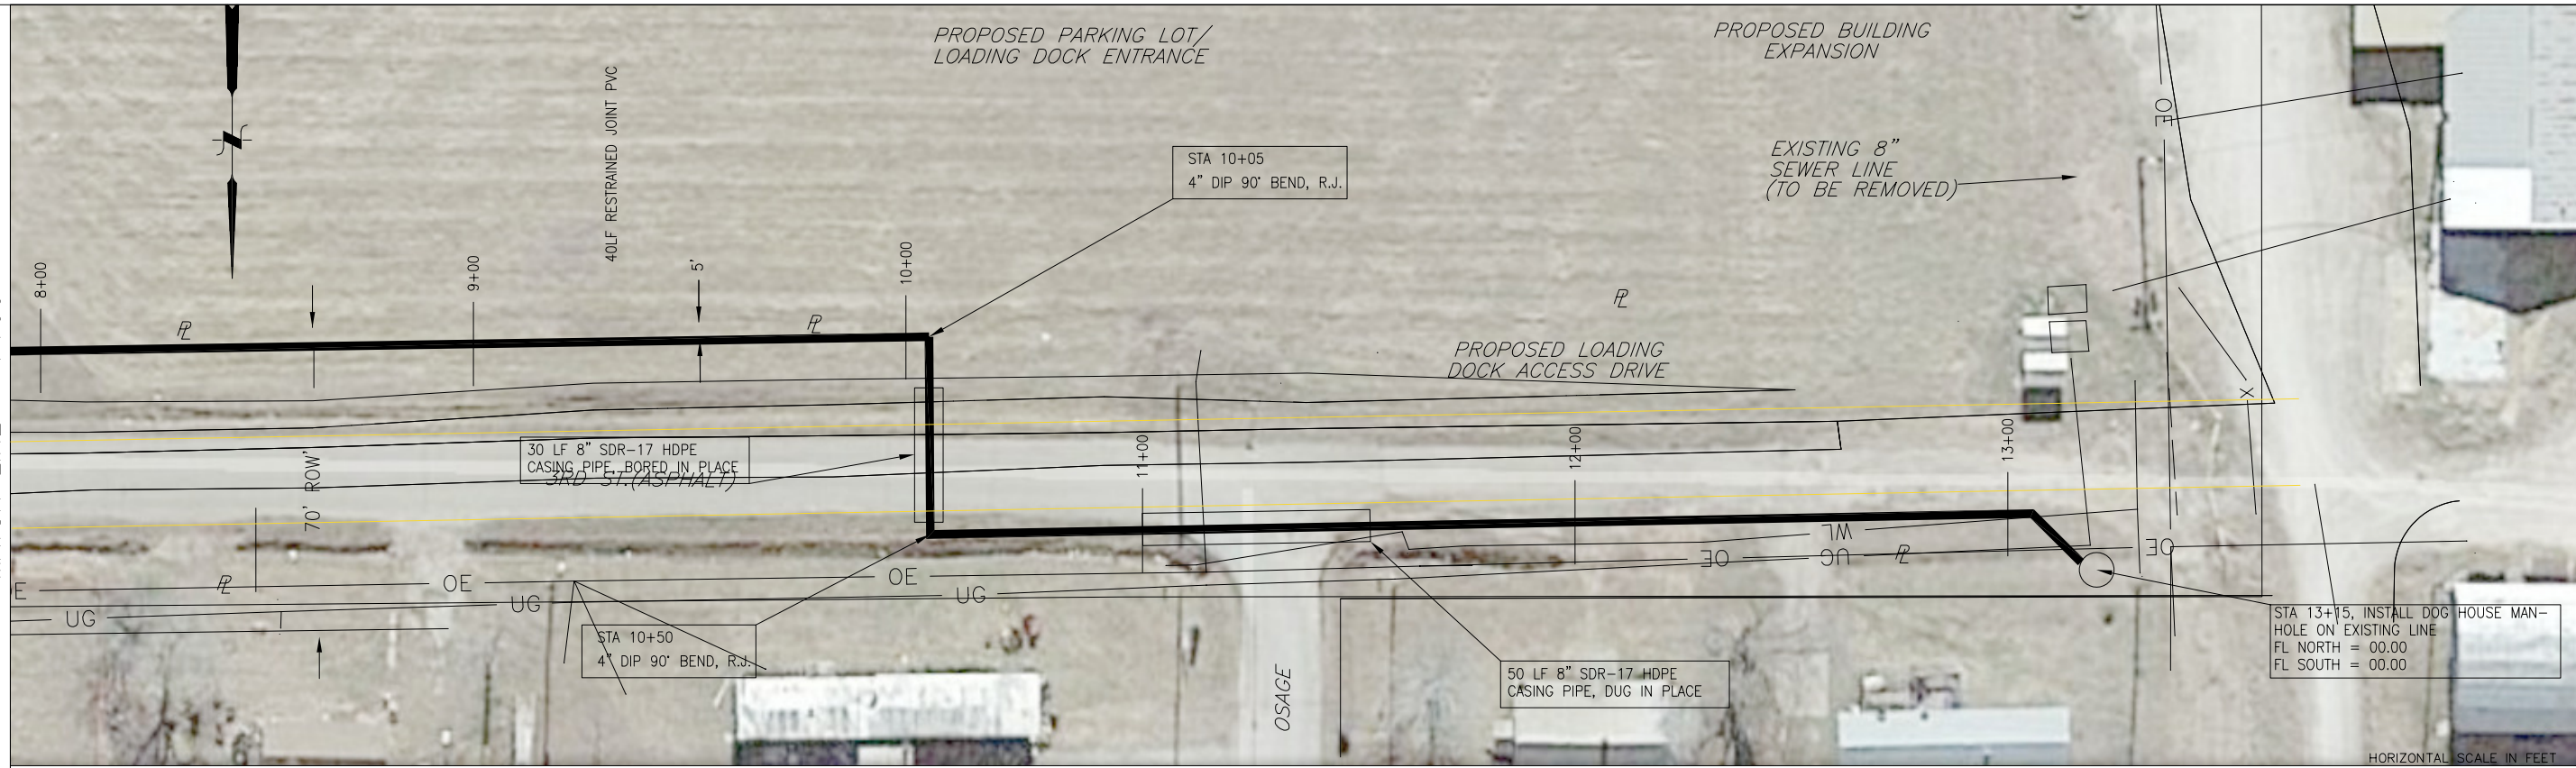 PROPOSED PARKING LOT/
LOADING DOCK ENTRANCE
PROPOSED BUILDING
EXPANSION
40LF RESTRAINED JOINT PVC
STA 10+05
4" DIP 90° BEND, R.J.
EXISTING 8"
SEWER LINE
(TO BE REMOVED)
OE
8+00
9+00
5'
10+00
PL
PL
PL
PROPOSED LOADING
DOCK ACCESS DRIVE
X
30 LF 8" SDR-17 HDPE
CASING PIPE, BORED IN PLACE
3RD ST.(ASPHALT)
70' ROW'
11+00
12+00
13+00
WL
OE
UG
PL
OE
E
PL
OE
OE
UG
UG
UG
STA 10+50
4" DIP 90° BEND, R.J.
OSAGE
50 LF 8" SDR-17 HDPE
CASING PIPE, DUG IN PLACE
STA 13+15, INSTALL DOG HOUSE MAN-
HOLE ON EXISTING LINE
FL NORTH = 00.00
FL SOUTH = 00.00
HORIZONTAL SCALE IN FEET